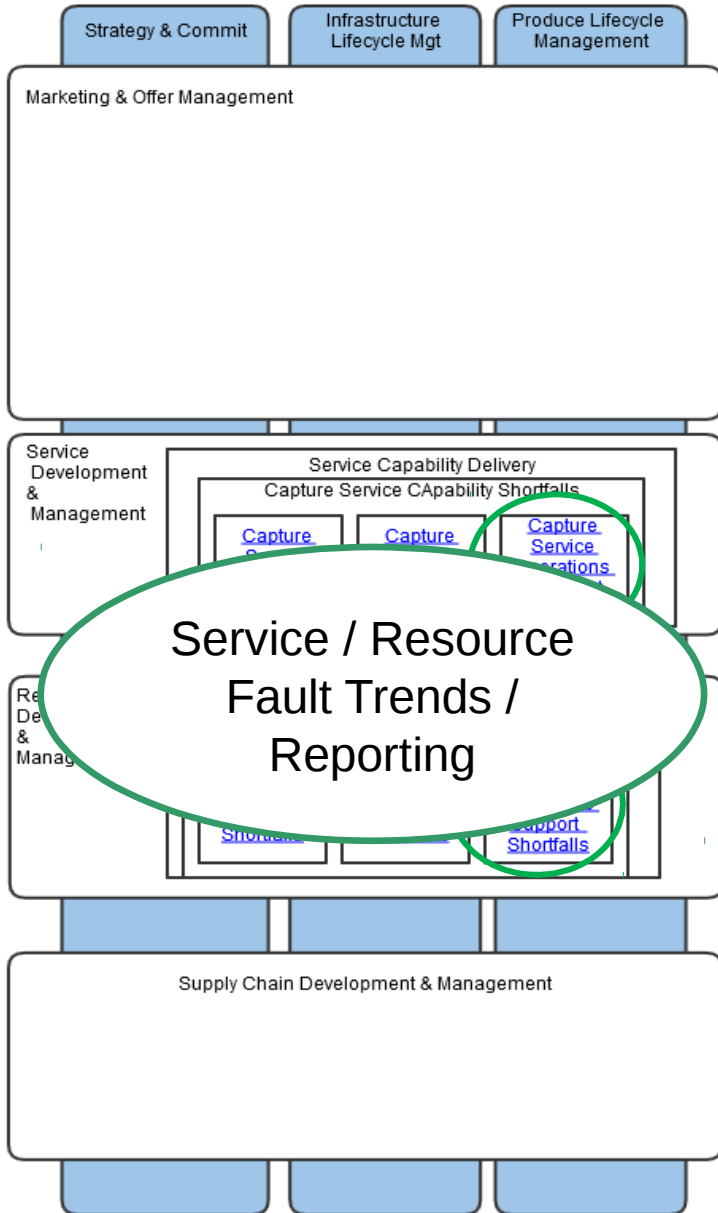 Strategy & Commit
Infrastructure
Lifecycle Mgt
Produce Lifecycle
Management
Marketing & Offer Management
Service
Development
&
Management
Service Capability Delivery
Capture Service CApability Shortfalls
Capture
Capture
Capture
Service
Service / Resource
Fault Trends /
Reporting
&
Support
Shortfalls
Supply Chain Development & Management